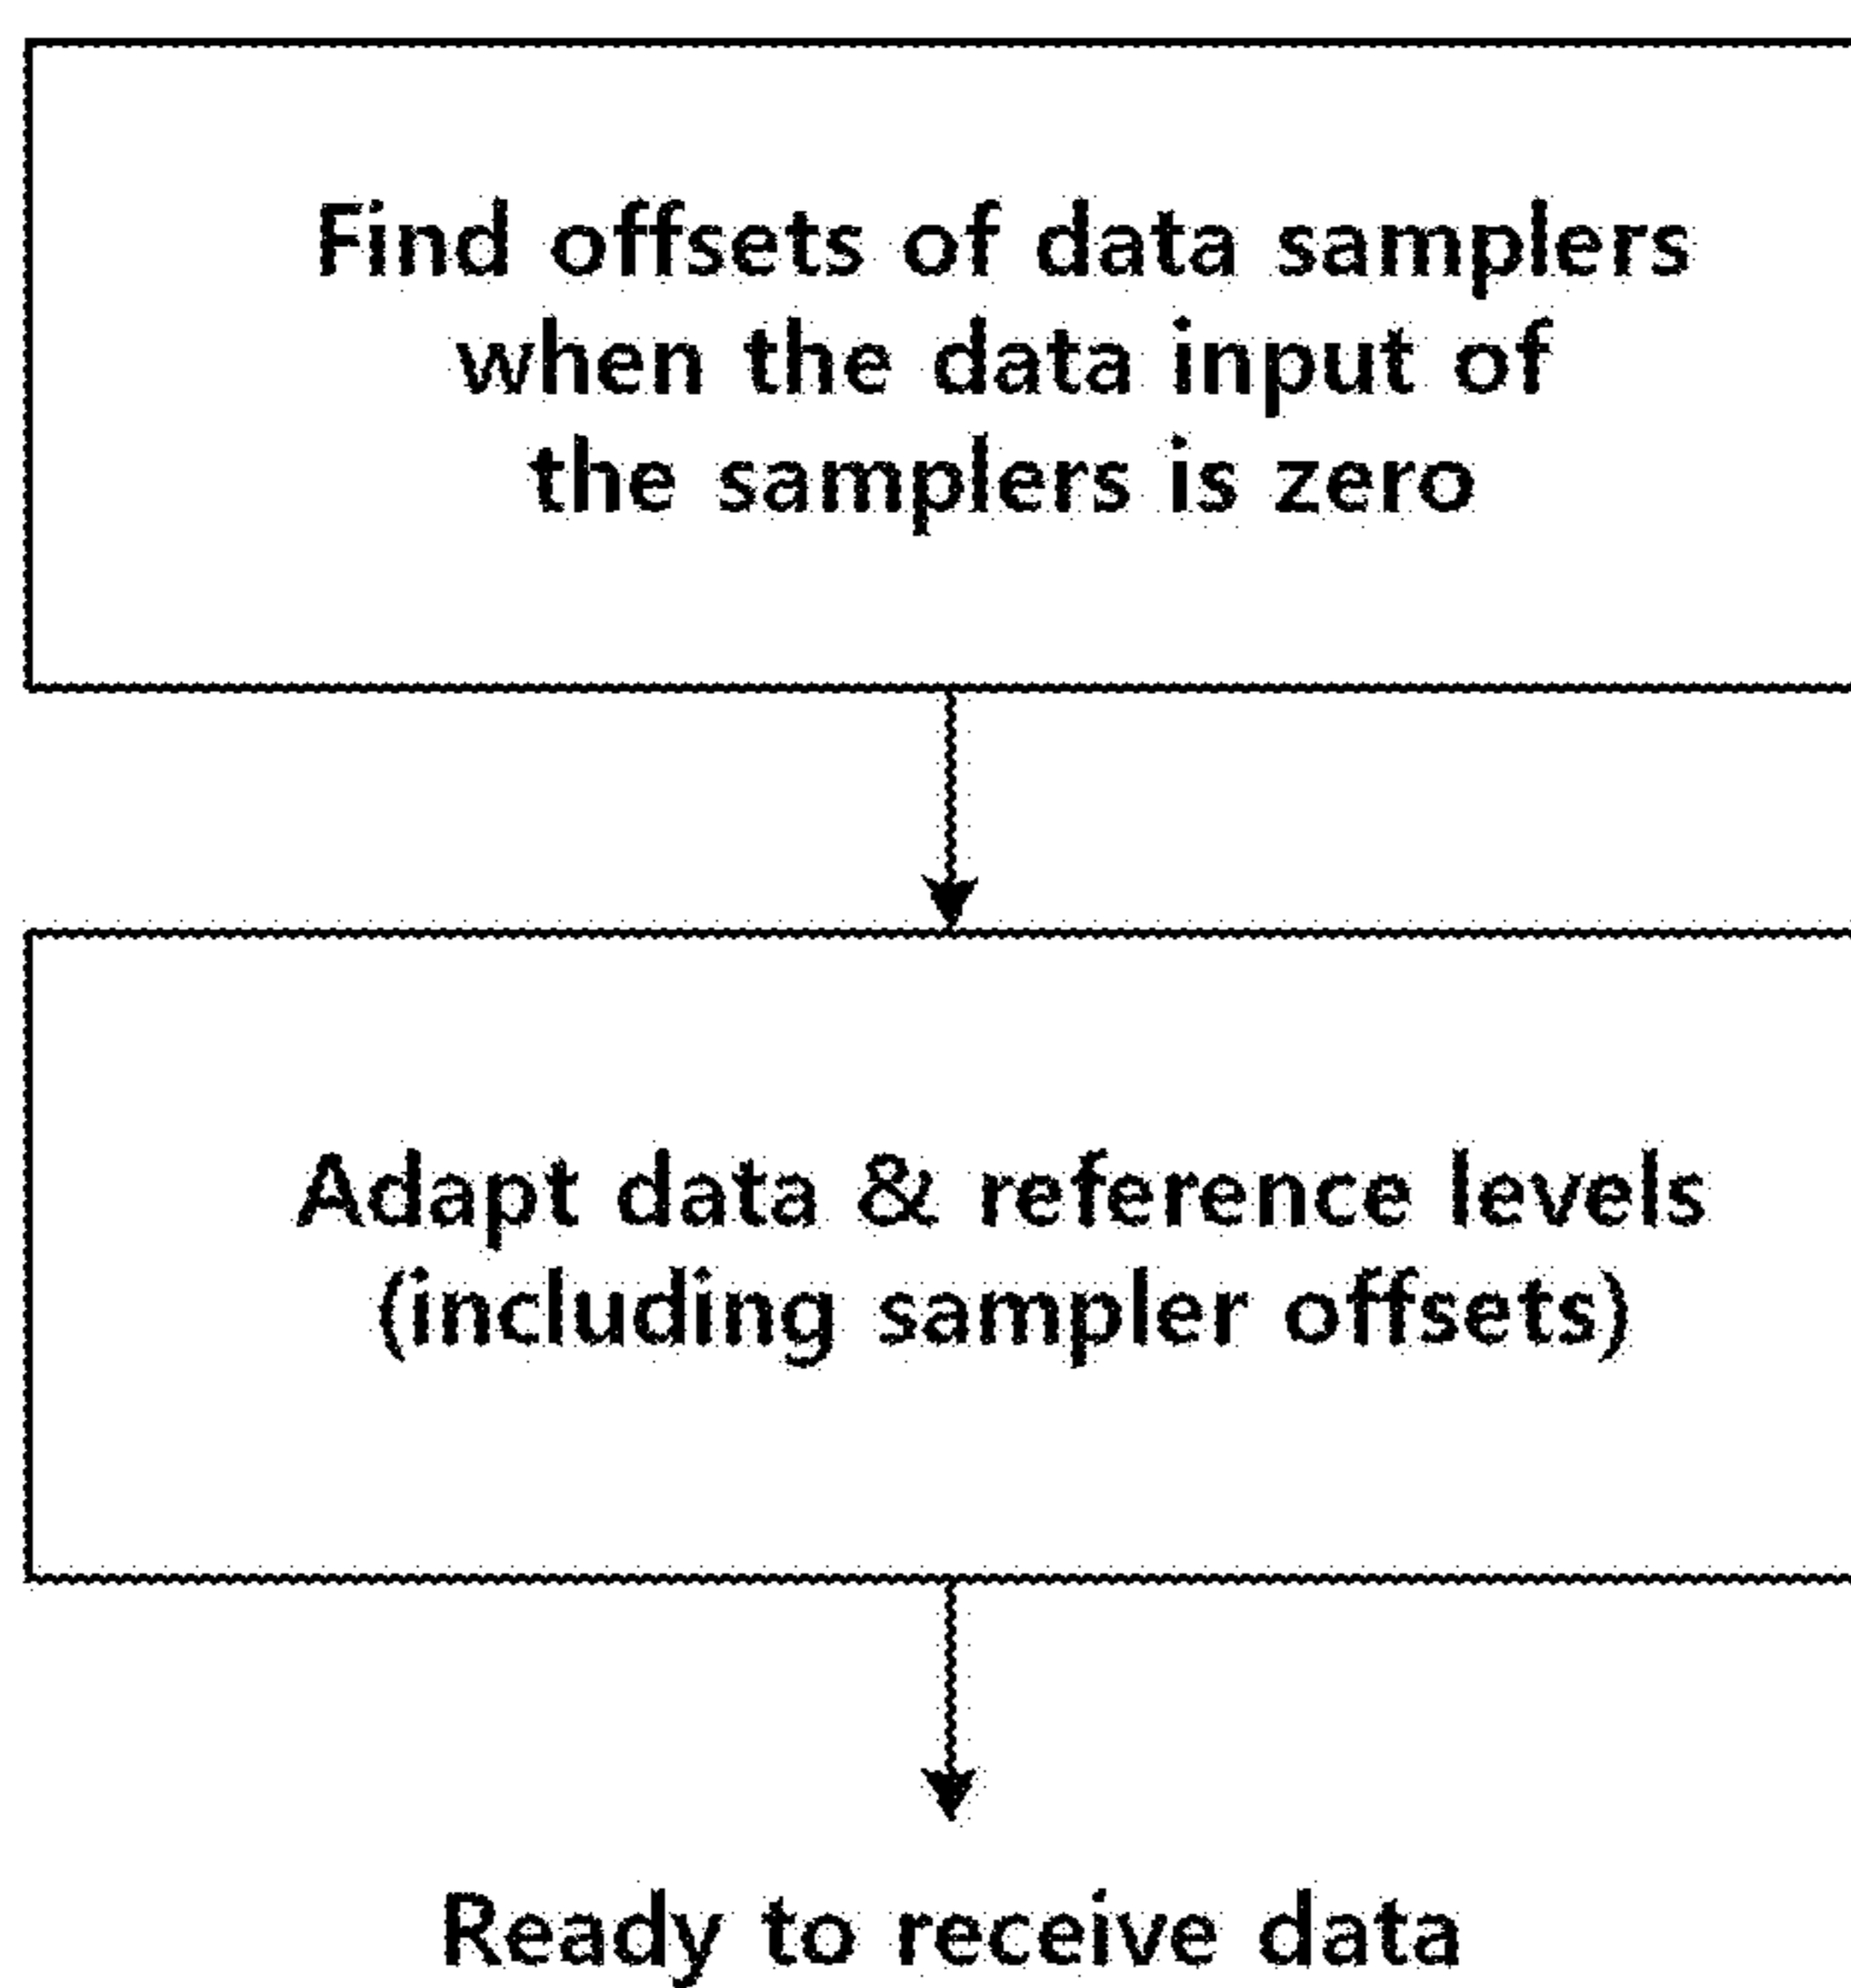 Find offsets of data samplers
when the data input of
the samplers is zero
Adapt data & reference levels
(including sampler offsets)
Ready to receive data